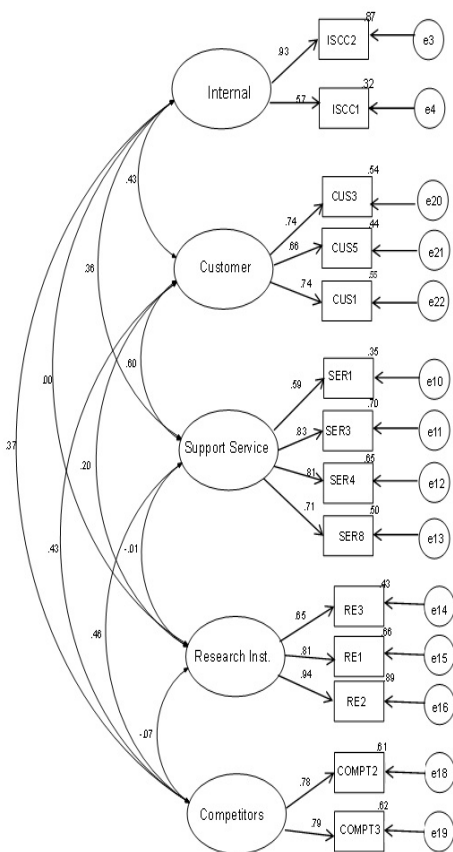 .87
ISCC2
e3
.93
Internal
.32
.57
ISCC1
e4
.43
.54
CUS3
e20
.74
.44
CUS5
e21
.66
Customer
.36
.55
.74
CUS1
e22
.60
.35
SER1
e10
.59
.70
.00
.83
SER3
e11
.37
Support Service
.65
.81
SER4
e12
.20
.71
.50
SER8
e13
.43
-.01
.46
.43
RE3
e14
.65
.66
.81
RE1
e15
Research Inst.
.94
.89
RE2
e16
-.07
.61
COMPT2
e18
.78
Competitors
.62
.79
COMPT3
e19